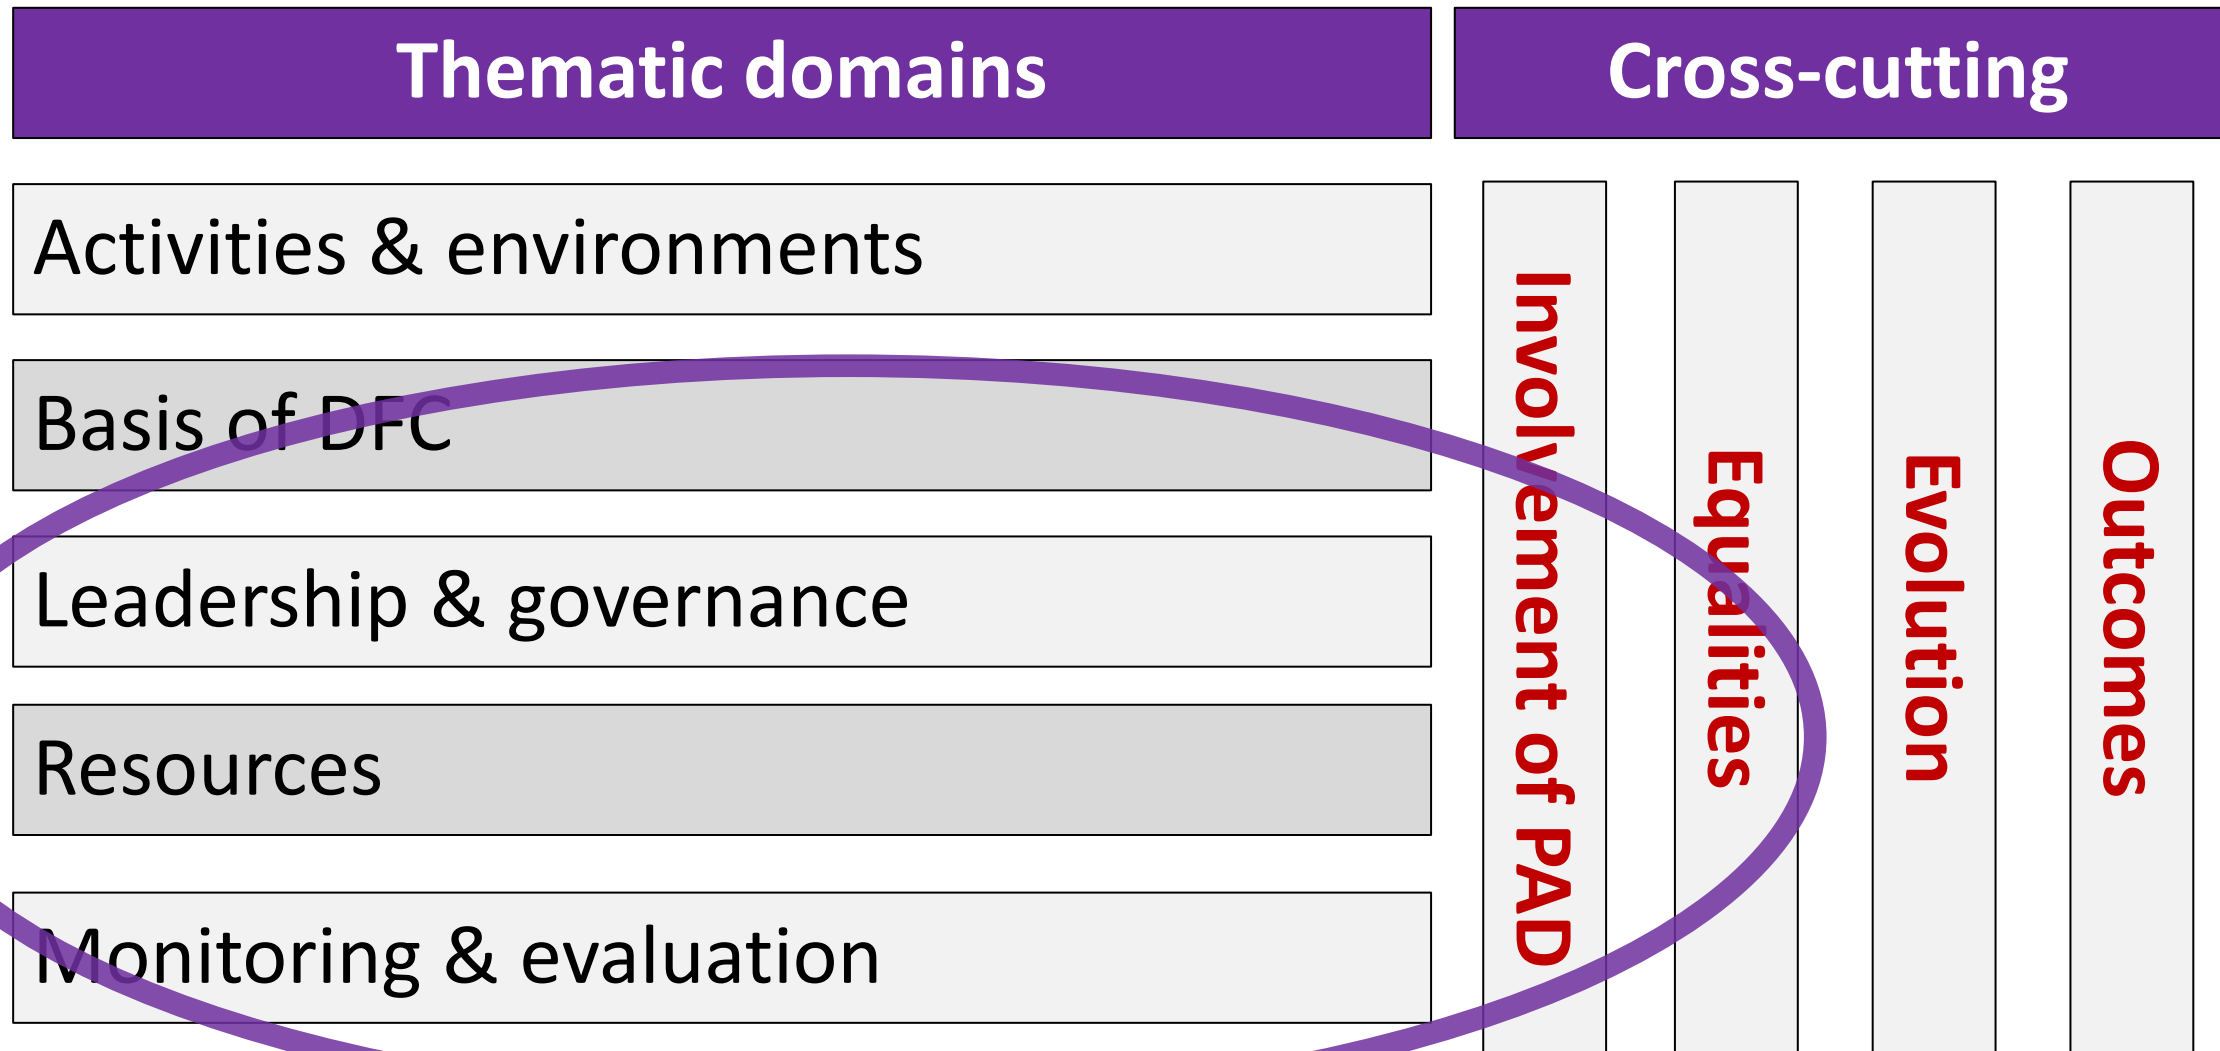 Thematic domains
Cross-cutting
Activities & environments
Basis of DFC
Leadership & governance
Resources
Monitoring & evaluation
Involvement of PAD
Equalities
Evolution
Outcomes